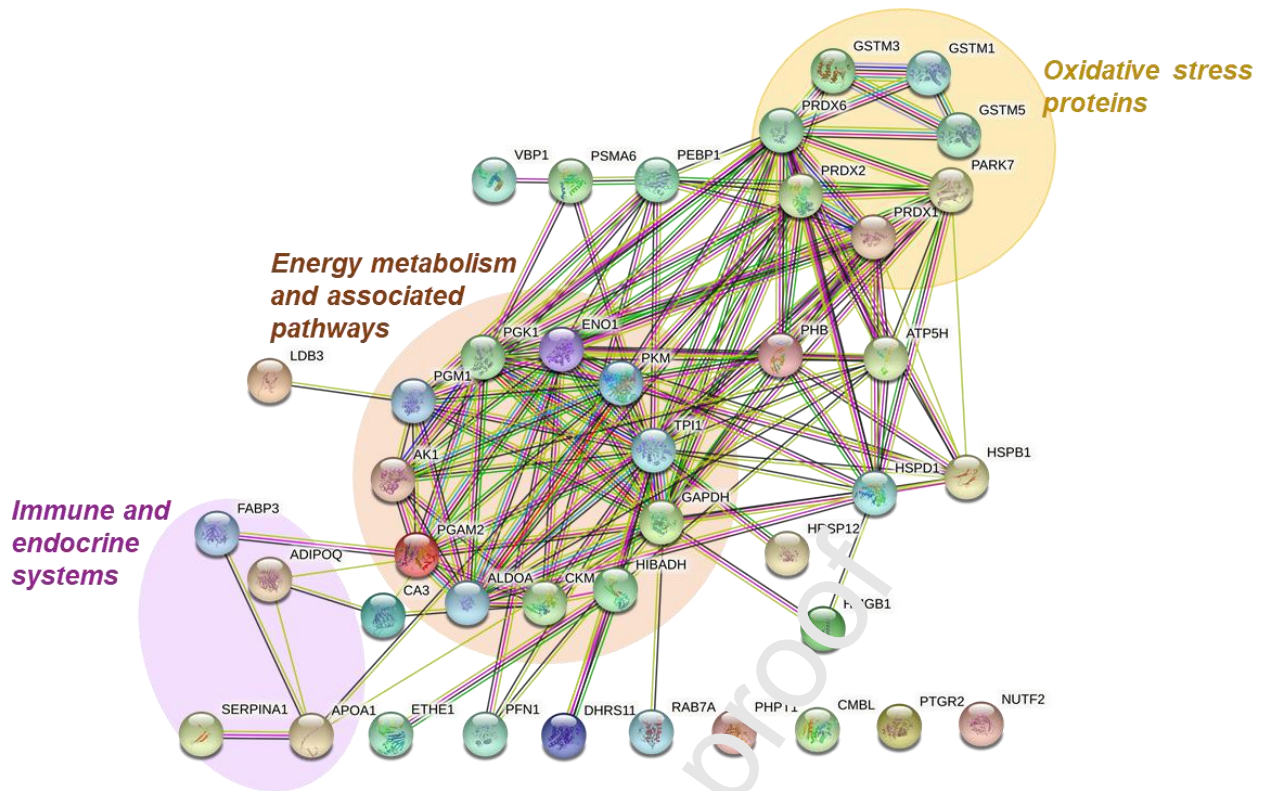 GSTM3
GSTM1
Oxidative stress
proteins
PRDX6
GSTM5
VBP1
PSMA6
PEBP1
PRDX2
PARK7
PRDX1
Energy metabolism
and associated
pathways
PGK1
ENO1
PHB
ATP5H
LDB3
PKM
PGM1
TPI1
AK1
HSPD1
HSPB1
GAPDH
Immune and
endocrine
systems
FABP3
PGAM2
ADIPOQ
HIBADH
ALDOA
CKM
CA3
SERPINA1
APOA1
ETHE1
PFN1
DHRS11
RAB7A
CMBL
PTGR2
NUTF2
proof